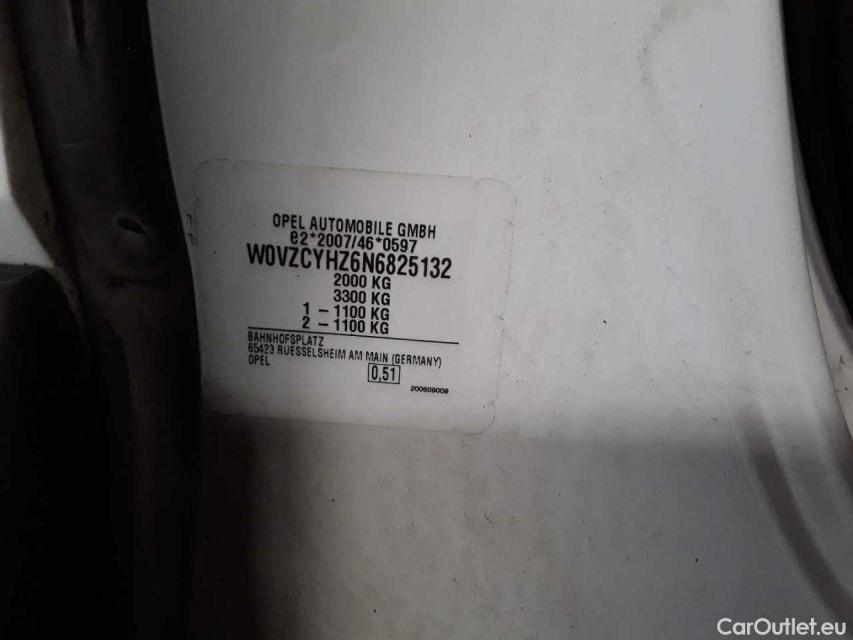 OPEL AUTOMOBILE GMBH
e2*2007/46*0597
W0VZCYHZ6N6825132
2000 KG
3300 KG
1 - 1100 KG
2 - 1100 KG
BAHNHOFSPLATZ
65423 RUESSELSHEIM AM MAIN (GERMANY)
OPEL
0,51
200609008
CarOutlet.eu